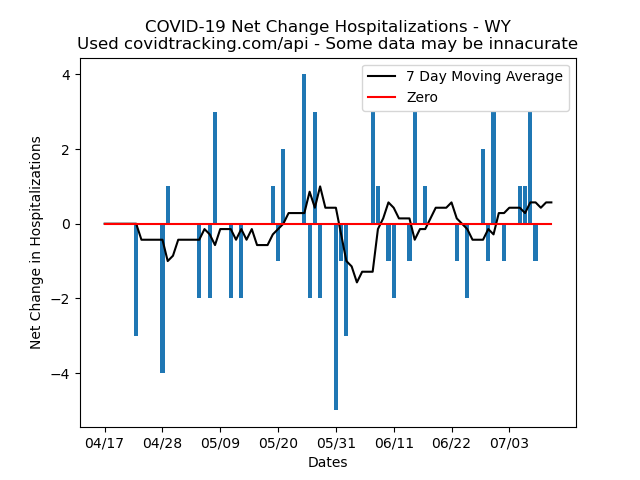 COVID-19 Net Change Hospitalizations - WY
Used covidtracking.com/api - Some data may be innacurate
7 Day Moving Average
Zero
Net Change in Hospitalizations
4
2
0
−2
−4
04/17 04/28 05/09 05/20 05/31 06/11 06/22 07/03
Dates